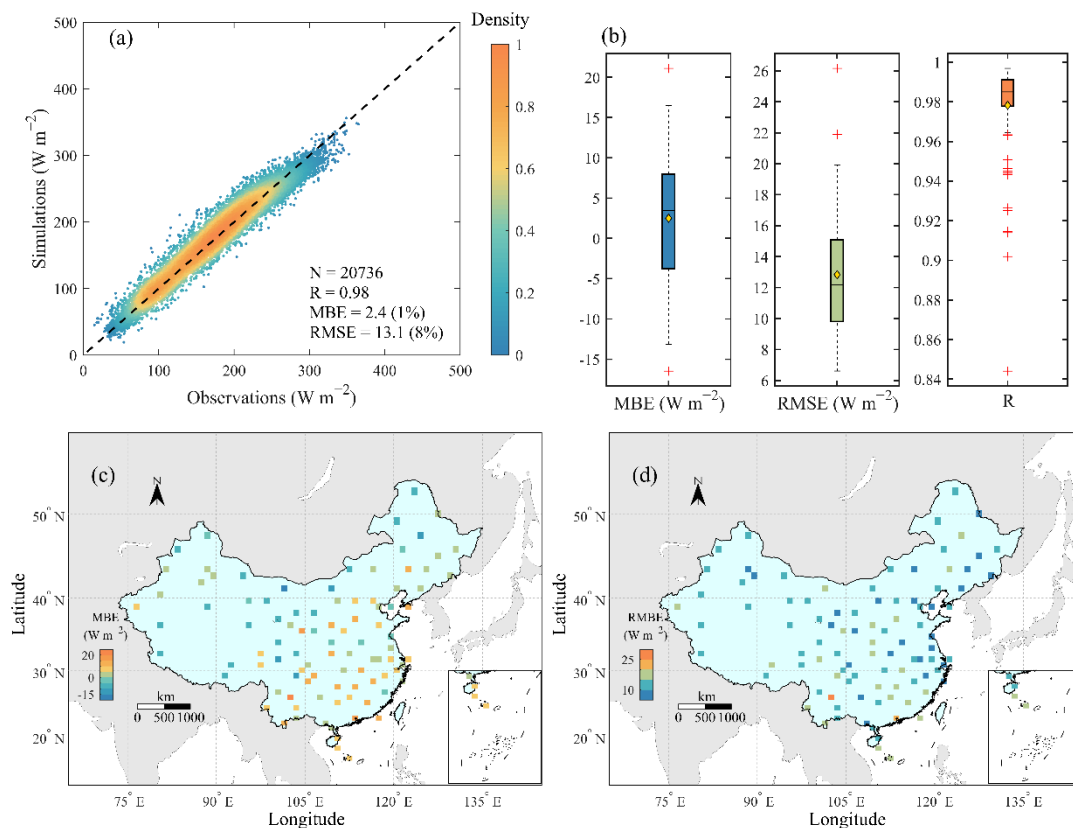 (a)
Density
500
400
300
200
100
0
Simulations (W m−2)
0
100
200
300
400
500
Observations (W m−2)
N = 20736
R = 0.98
MBE = 2.4 (1%)
RMSE = 13.1 (8%)
1
0.8
0.6
0.4
0.2
0
(b)
20
15
10
5
0
-5
-10
-15
MBE (W m−2)
26
24
22
20
18
16
14
12
10
8
6
RMSE (W m−2)
1
0.98
0.96
0.94
0.92
0.9
0.88
0.86
0.84
R
(c)
N
50° N
40° N
30° N
20° N
Latitude
MBE
(W m−2)
20
0
-15
km
0 500 1000
75° E
90° E
105° E
120° E
135° E
Longitude
(d)
N
50° N
40° N
30° N
20° N
Latitude
RMBE
(W m−2)
25
10
km
0 500 1000
75° E
90° E
105° E
120° E
135° E
Longitude